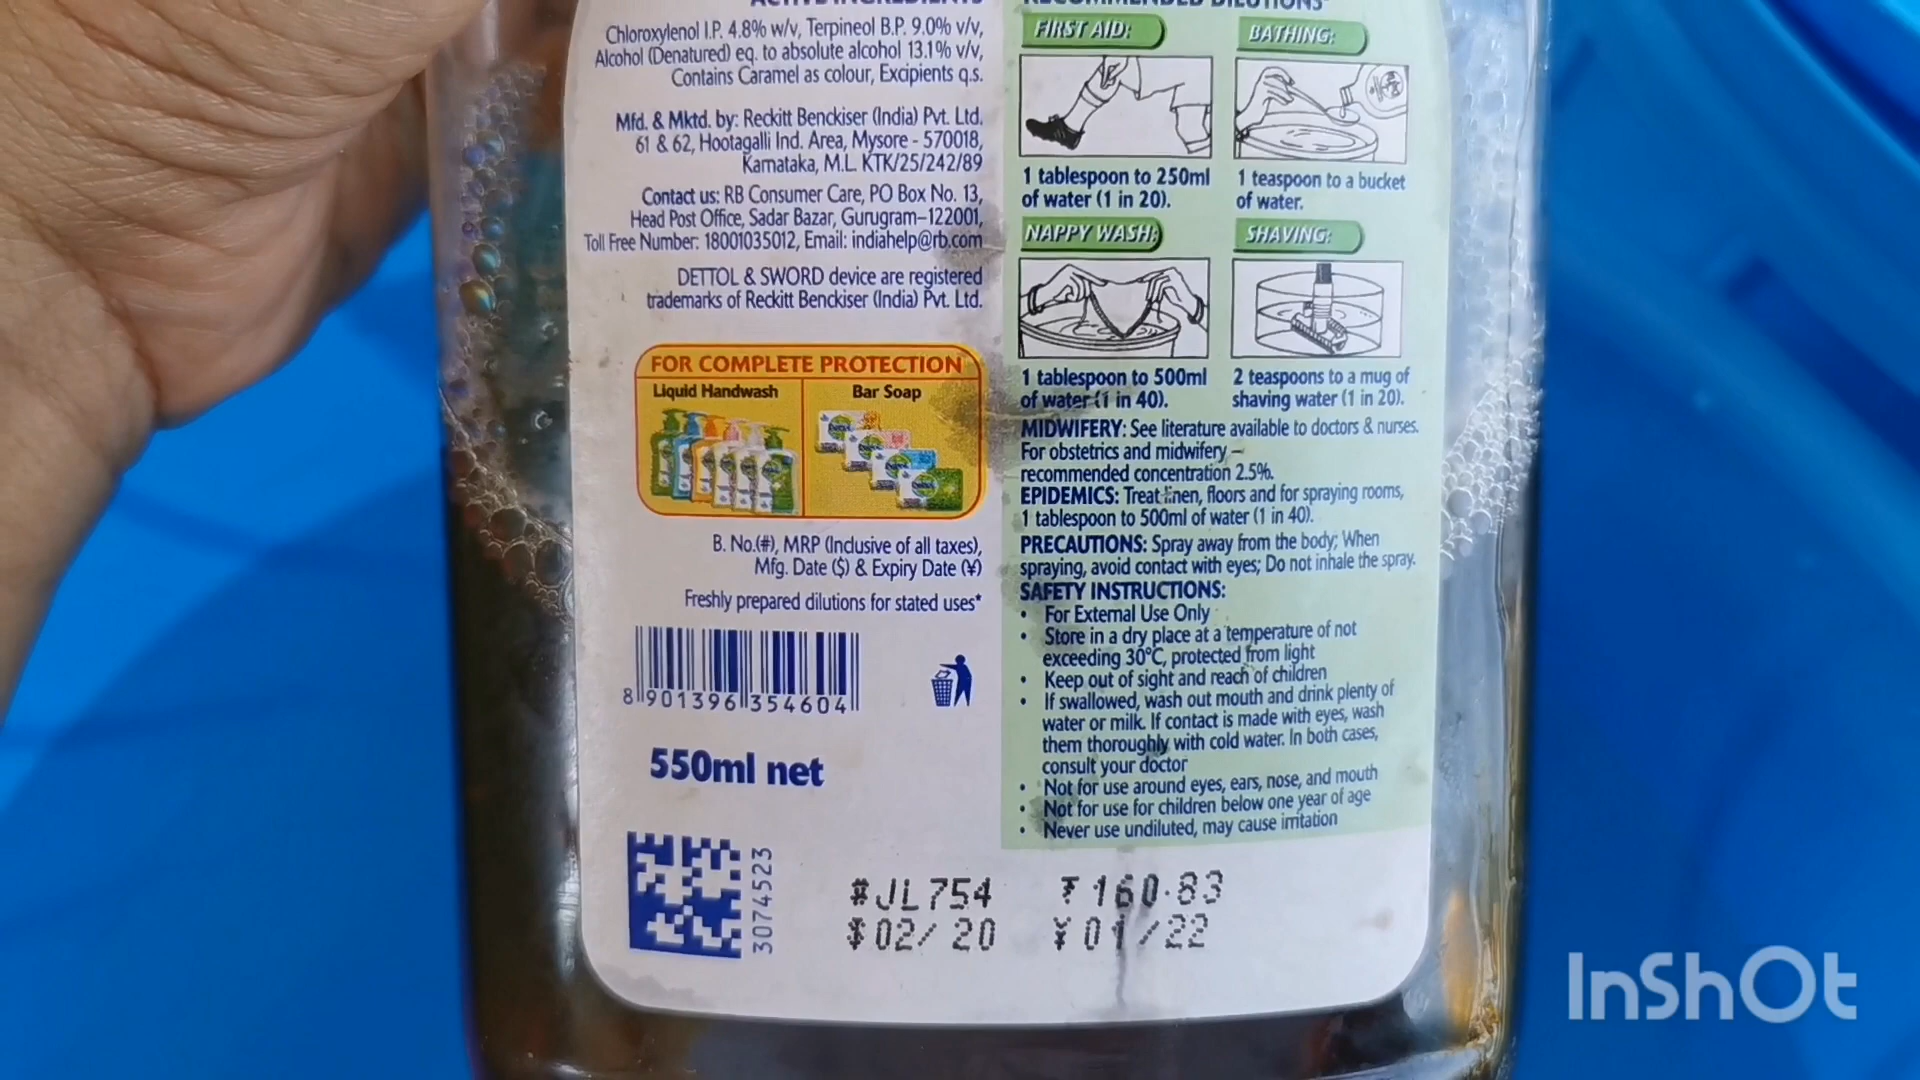 Chloroxylenol I.P. 4.8% w/v, Terpineol B.P. 9.0% v/v,
Alcohol (Denatured) eq. to absolute alcohol 13.1% v/v,
Contains Caramel as colour, Excipients q.s.
Mfd. & Mktd. by: Reckitt Benckiser (India) Pvt. Ltd.
61 & 62, Hootagalli Ind. Area, Mysore - 570018,
Karnataka, M.L. KTK/25/242/89
Contact us: RB Consumer Care, PO Box No. 13,
Head Post Office, Sadar Bazar, Gurugram–122001,
Toll Free Number: 18001035012, Email: indiahelp@rb.com
DETTOL & SWORD device are registered
trademarks of Reckitt Benckiser (India) Pvt. Ltd.
FOR COMPLETE PROTECTION
Liquid Handwash
Bar Soap
B. No.(#), MRP (Inclusive of all taxes),
Mfg. Date ($) & Expiry Date (¥)
Freshly prepared dilutions for stated uses*
8 901396 354604
550ml net
3074523
RECOMMENDED DILUTIONS*
FIRST AID:
1 tablespoon to 250ml
of water (1 in 20).
BATHING:
1 teaspoon to a bucket
of water.
NAPPY WASH:
1 tablespoon to 500ml
of water (1 in 40).
SHAVING:
2 teaspoons to a mug of
shaving water (1 in 20).
MIDWIFERY: See literature available to doctors & nurses.
For obstetrics and midwifery –
recommended concentration 2.5%.
EPIDEMICS: Treat linen, floors and for spraying rooms,
1 tablespoon to 500ml of water (1 in 40).
PRECAUTIONS: Spray away from the body; When
spraying, avoid contact with eyes; Do not inhale the spray.
SAFETY INSTRUCTIONS:
• For External Use Only
• Store in a dry place at a temperature of not
exceeding 30°C, protected from light
• Keep out of sight and reach of children
• If swallowed, wash out mouth and drink plenty of
water or milk. If contact is made with eyes, wash
them thoroughly with cold water. In both cases,
consult your doctor
• Not for use around eyes, ears, nose, and mouth
• Not for use for children below one year of age
• Never use undiluted, may cause irritation
#JL754 ₹160.83
$02/20 ¥01/22
InShOt